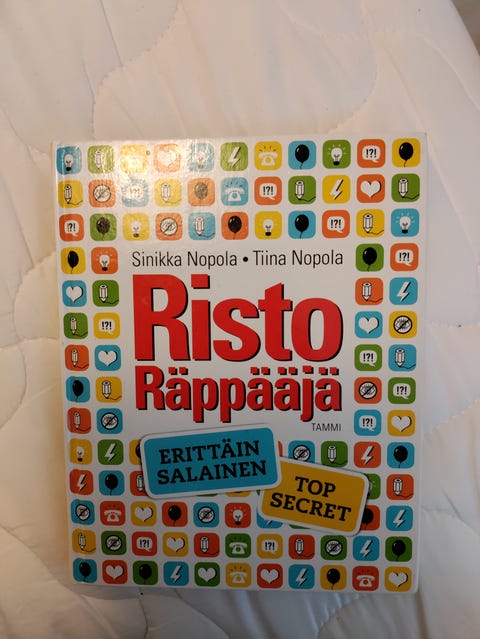 Sinikka Nopola • Tiina Nopola
Risto
Räppääjä
TAMMI
ERITTÄIN
SALAINEN
TOP
SECRET